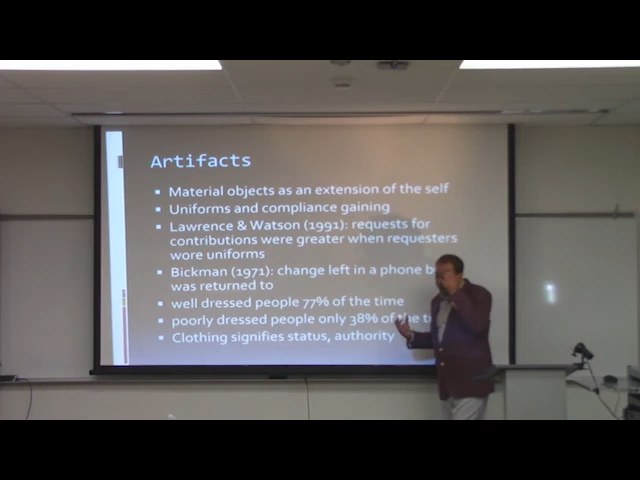 Artifacts
▪ Material objects as an extension of the self
▪ Uniforms and compliance gaining
▪ Lawrence & Watson (1991): requests for
contributions were greater when requesters
wore uniforms
▪ Bickman (1971): change left in a phone
was returned to
▪ well dressed people 77% of the time
▪ poorly dressed people only 38% of the
▪ Clothing signifies status, authority